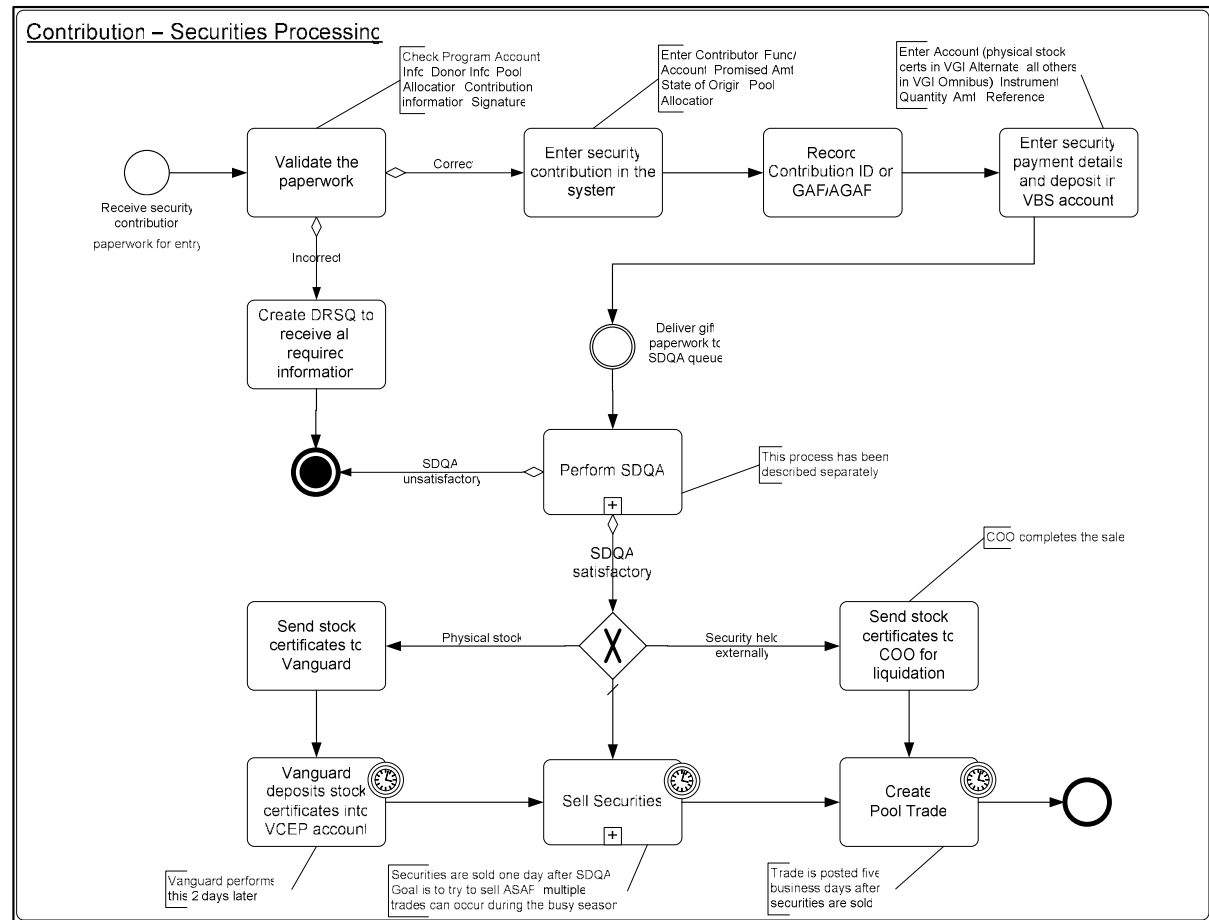 Contribution – Securities Processing
Check Program Account
Info Donor Info Pool
Allocation Contribution
information Signature
Enter Contributor Func/
Account Promised Amt
State of Origin Pool
Allocation
Enter Account (physical stock
certs in VGI Alternate all others
in VGI Omnibus) Instrument
Quantity Amt Reference
Receive security
contribution
paperwork for entry
Validate the
paperwork
Correct
Enter security
contribution in the
system
Record
Contribution ID or
GAF/AGAF
Enter security
payment details
and deposit in
VBS account
Incorrect
Create DRSQ to
receive all
required
information
Deliver gift
paperwork to
SDQA queue
SDQA
unsatisfactory
Perform SDQA
+
This process has been
described separately
SDQA
satisfactory
COO completes the sale
Send stock
certificates to
Vanguard
Physical stock
X
Security held
externally
Send stock
certificates to
COO for
liquidation
Vanguard
deposits stock
certificates into
VCEP account
Sell Securities
+
Create
Pool Trade
Vanguard performs
this 2 days later
Securities are sold one day after SDQA
Goal is to try to sell ASAF multiple
trades can occur during the busy season
Trade is posted five
business days after
securities are sold